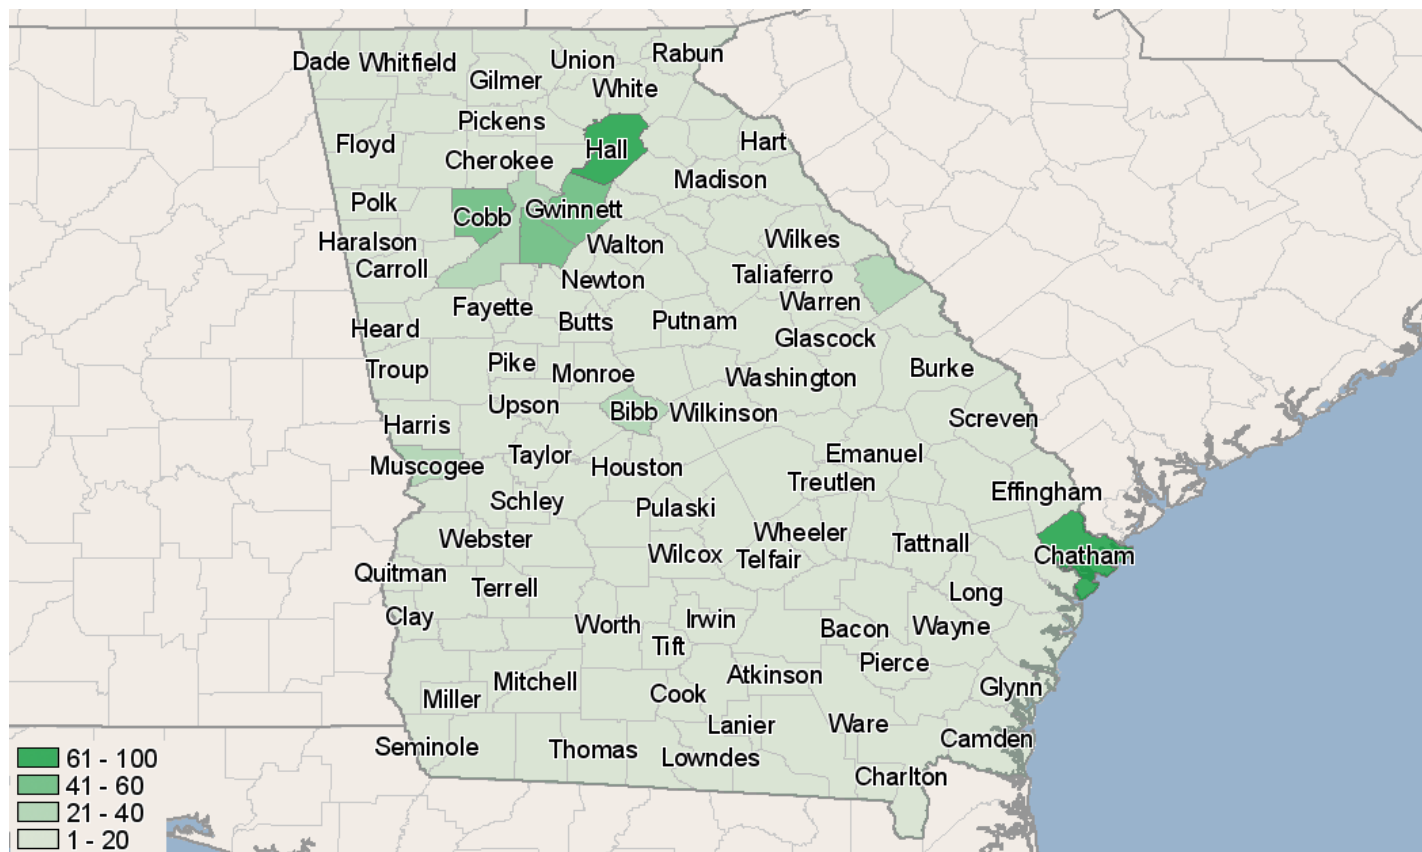 Rabun
Union
Dade Whitfield
Gilmer
White
Pickens
Hart
Floyd
Hall
Cherokee
Madison
Polk
Gwinnett
Cobb
Wilkes
Haralson
Walton
Carroll
Taliaferro
Newton
Warren
Fayette
Butts
Putnam
Heard
Glascock
Pike
Troup
Monroe
Burke
Washington
Upson
Bibb
Wilkinson
Screven
Harris
Emanuel
Taylor
Muscogee
Houston
Treutlen
Effingham
Schley
Pulaski
Wheeler
Webster
Tattnall
Wilcox
Telfair
Chatham
Quitman
Terrell
Long
Clay
Irwin
Worth
Bacon
Wayne
Tift
Pierce
Atkinson
Mitchell
Glynn
Cook
Miller
Lanier
Ware
Camden
Seminole
Thomas
Lowndes
Charlton
61 - 100
41 - 60
21 - 40
1 - 20